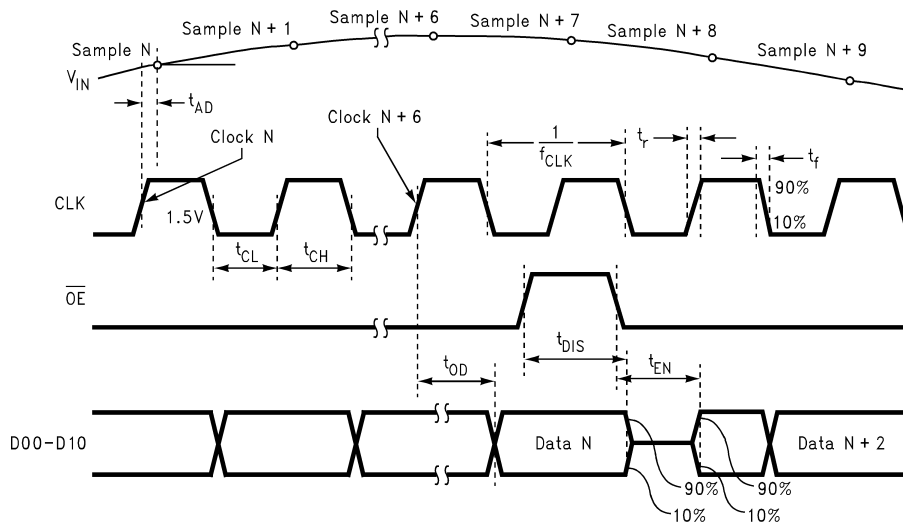 Sample N
Sample N + 1
Sample N + 6
Sample N + 7
Sample N + 8
Sample N + 9
VIN
tAD
Clock N
Clock N + 6
1
fCLK
tr
tf
CLK
1.5V
90%
10%
tCL
tCH
OE
tDIS
tOD
tEN
D00-D10
Data N
Data N + 2
90%
90%
10%
10%